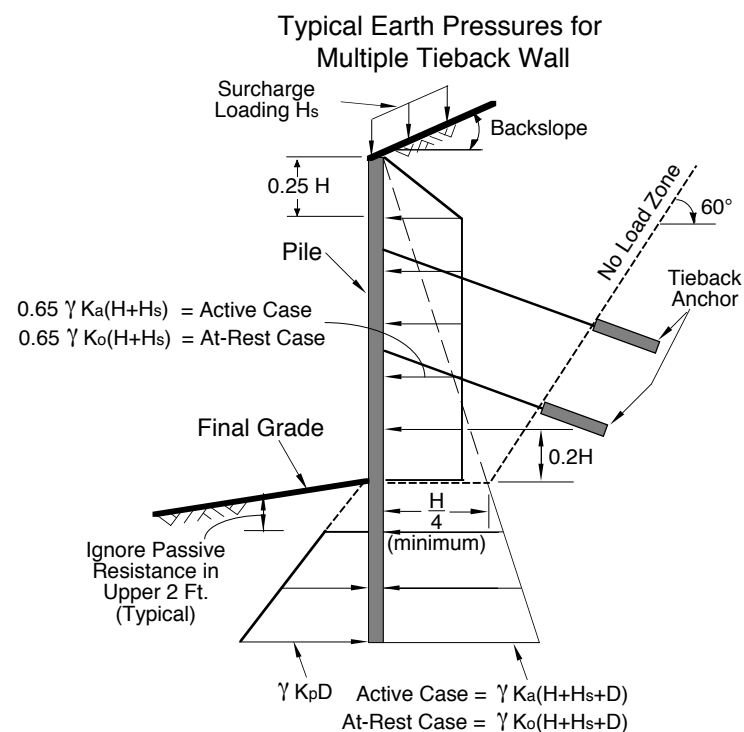 Typical Earth Pressures for
Multiple Tieback Wall
Surcharge
Loading Hs
Backslope
0.25 H
No Load Zone
60°
Pile
Tieback
Anchor
0.65 γ Ka(H+Hs) = Active Case
0.65 γ Ko(H+Hs) = At-Rest Case
Final Grade
0.2H
H
4
(minimum)
Ignore Passive
Resistance in
Upper 2 Ft.
(Typical)
γ KpD
Active Case = γ Ka(H+Hs+D)
At-Rest Case = γ Ko(H+Hs+D)